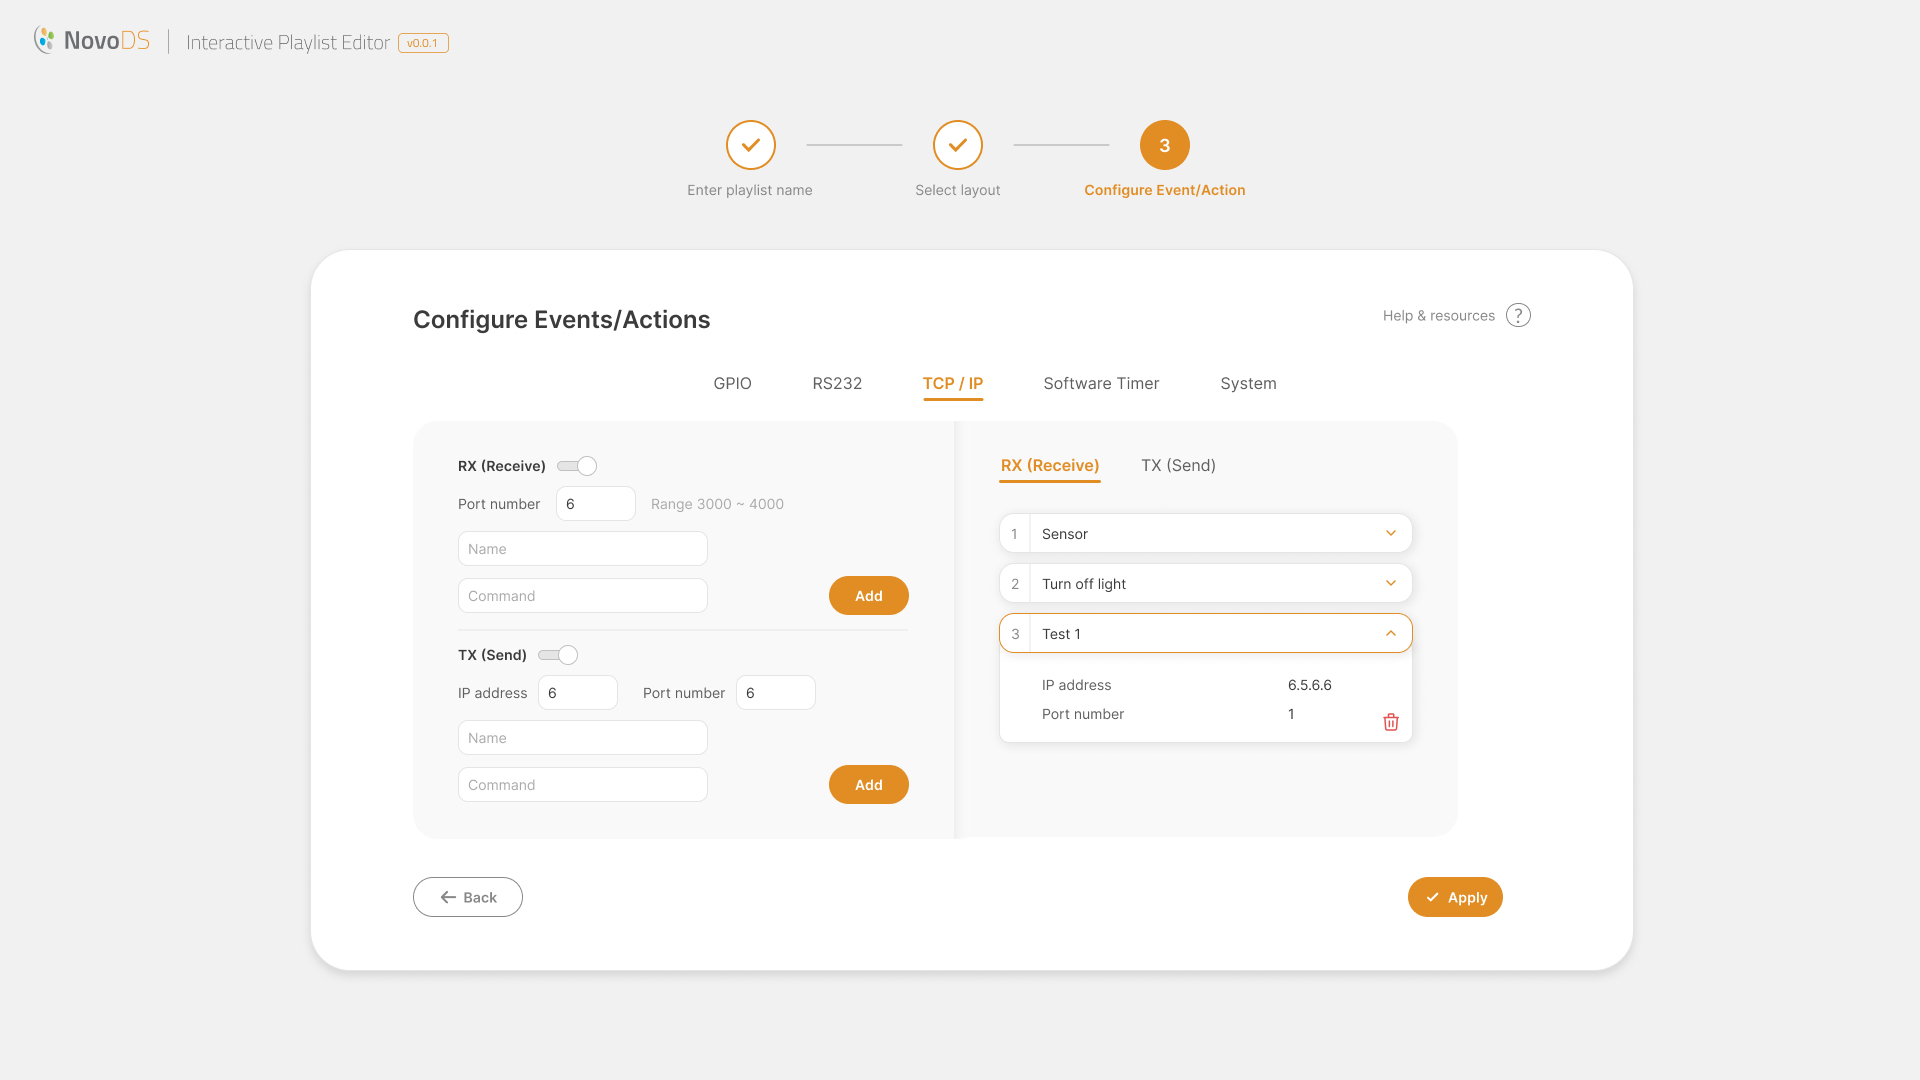 NovoDS Interactive Playlist Editor v0.0.1
3
Enter playlist name Select layout Configure Event/Action
Configure Events/Actions
Help & resources ?
GPIO RS232 TCP / IP Software Timer System
RX (Receive)
Port number 6 Range 3000 ~ 4000
Name
Command
Add
TX (Send)
IP address 6 Port number 6
Name
Command
Add
RX (Receive) TX (Send)
1 Sensor
2 Turn off light
3 Test 1
IP address 6.5.6.6
Port number 1
Back
Apply